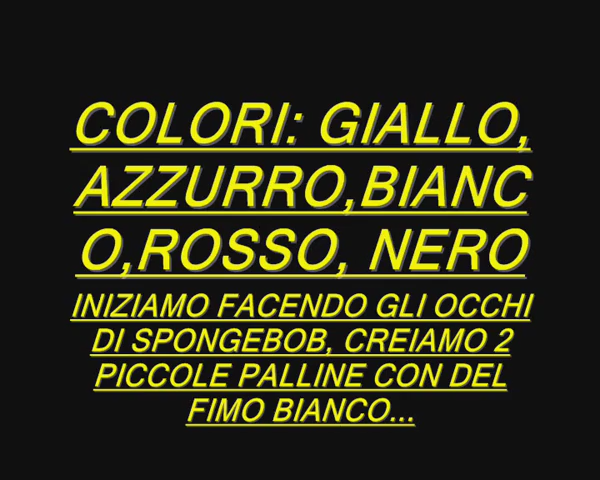 COLORI: GIALLO,
AZZURRO,BIANC
O,ROSSO, NERO
INIZIAMO FACENDO GLI OCCHI
DI SPONGEBOB, CREIAMO 2
PICCOLE PALLINE CON DEL
FIMO BIANCO...